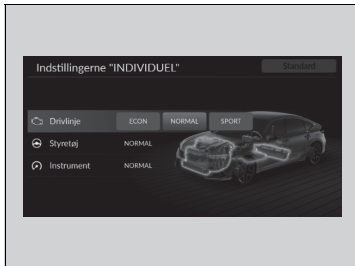 Indstillingerne "INDIVIDUEL" Standard
Drivlinje ECON NORMAL SPORT
Styretøj NORMAL
Instrument NORMAL